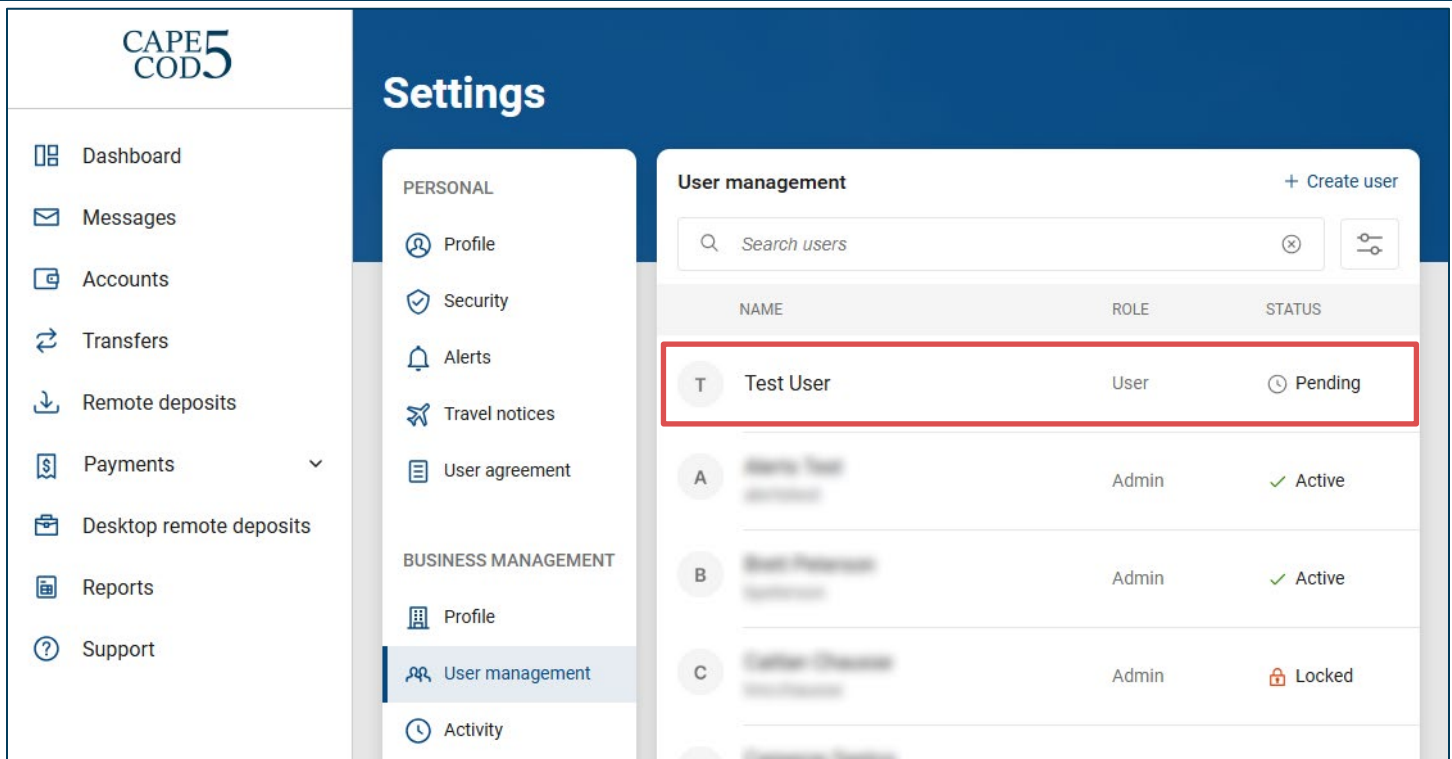 CAPE
COD 5
Dashboard
Messages
Accounts
Transfers
Remote deposits
Payments
Desktop remote deposits
Reports
Support
Settings
PERSONAL
Profile
Security
Alerts
Travel notices
User agreement
BUSINESS MANAGEMENT
Profile
User management
Activity
User management
+ Create user
Search users
NAME ROLE STATUS
T Test User User Pending
A Admin Active
B Admin Active
C Admin Locked